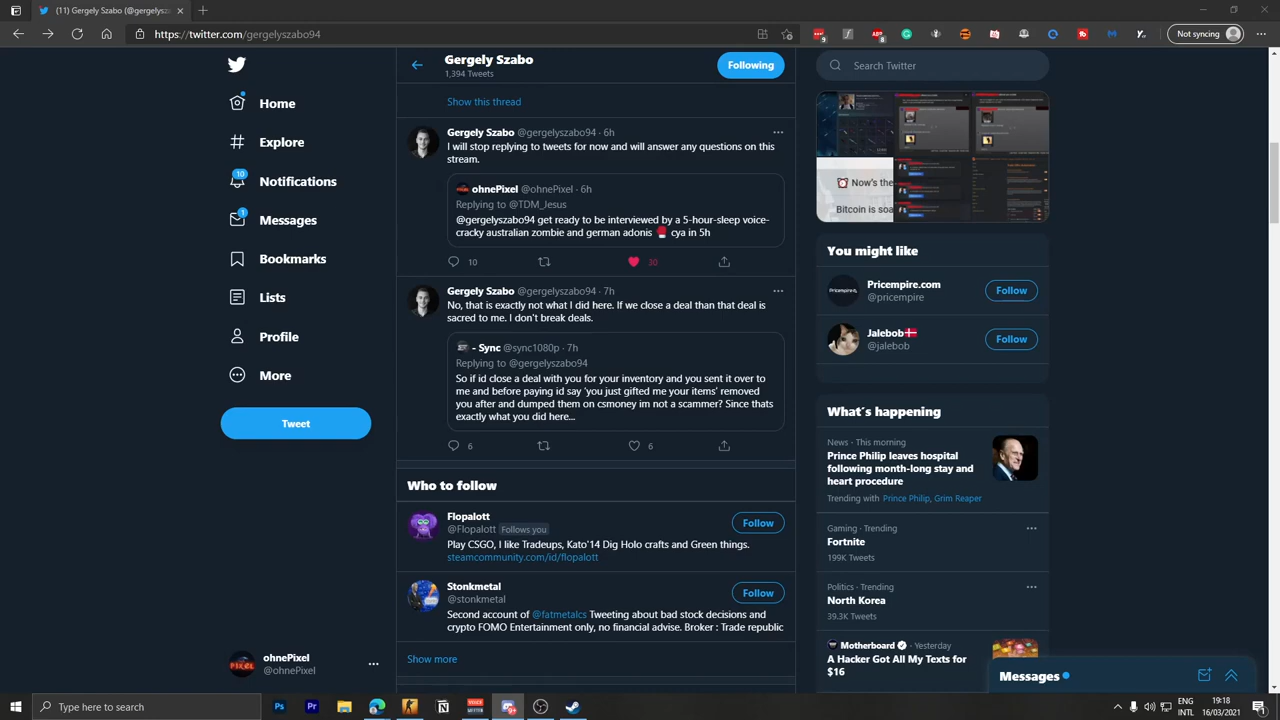 (11) Gergely Szabo (@gergelysz
https://twitter.com/gergelyszabo94
Not syncing
Home
Explore
10
Notifications
1
Messages
Bookmarks
Lists
Profile
More
Tweet
ohnePixel
@ohnePixel
Gergely Szabo
1,394 Tweets
Following
Show this thread
Gergely Szabo @gergelyszabo94 · 6h
I will stop replying to tweets for now and will answer any questions on this
stream.
ohnePixel @ohnePixel · 6h
Replying to @TDM_Jesus
@gergelyszabo94 get ready to be interviewed by a 5-hour-sleep voice-
cracky australian zombie and german adonis 🎅 cya in 5h
10
30
Gergely Szabo @gergelyszabo94 · 7h
No, that is exactly not what I did here. If we close a deal than that deal is
sacred to me. I don't break deals.
- Sync @sync1080p · 7h
Replying to @gergelyszabo94
So if id close a deal with you for your inventory and you sent it over to
me and before paying id say 'you just gifted me your items' removed
you after and dumped them on csmoney im not a scammer? Since thats
exactly what you did here...
6
6
Who to follow
Flopalott
@Flopalott Follows you
Follow
Play CSGO, I like Tradeups, Kato'14 Dig Holo crafts and Green things.
steamcommunity.com/id/flopalott
Stonkmetal
@stonkmetal
Follow
Second account of @fatmetalcs Tweeting about bad stock decisions and
crypto FOMO Entertainment only, no financial advise. Broker : Trade republic
Show more
Search Twitter
Now's the
Bitcoin is soa
You might like
Pricempire.com
@pricempire
Follow
Jalebob🇩🇰
@jalebob
Follow
What's happening
News · This morning
Prince Philip leaves hospital
following month-long stay and
heart procedure
Trending with Prince Philip, Grim Reaper
Gaming · Trending
Fortnite
199K Tweets
Politics · Trending
North Korea
39.3K Tweets
Motherboard · Yesterday
A Hacker Got All My Texts for
$16
Messages
Type here to search
ENG
INTL
19:18
16/03/2021